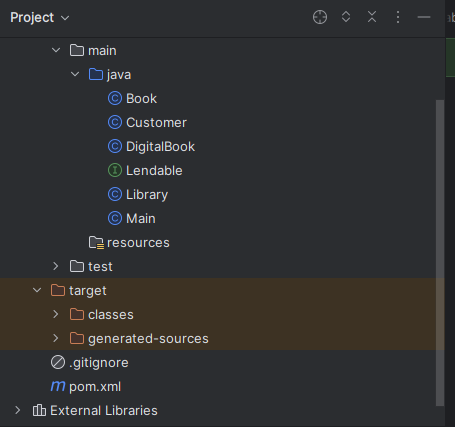 Project
main
java
Book
Customer
DigitalBook
Lendable
Library
Main
resources
test
target
classes
generated-sources
.gitignore
pom.xml
External Libraries